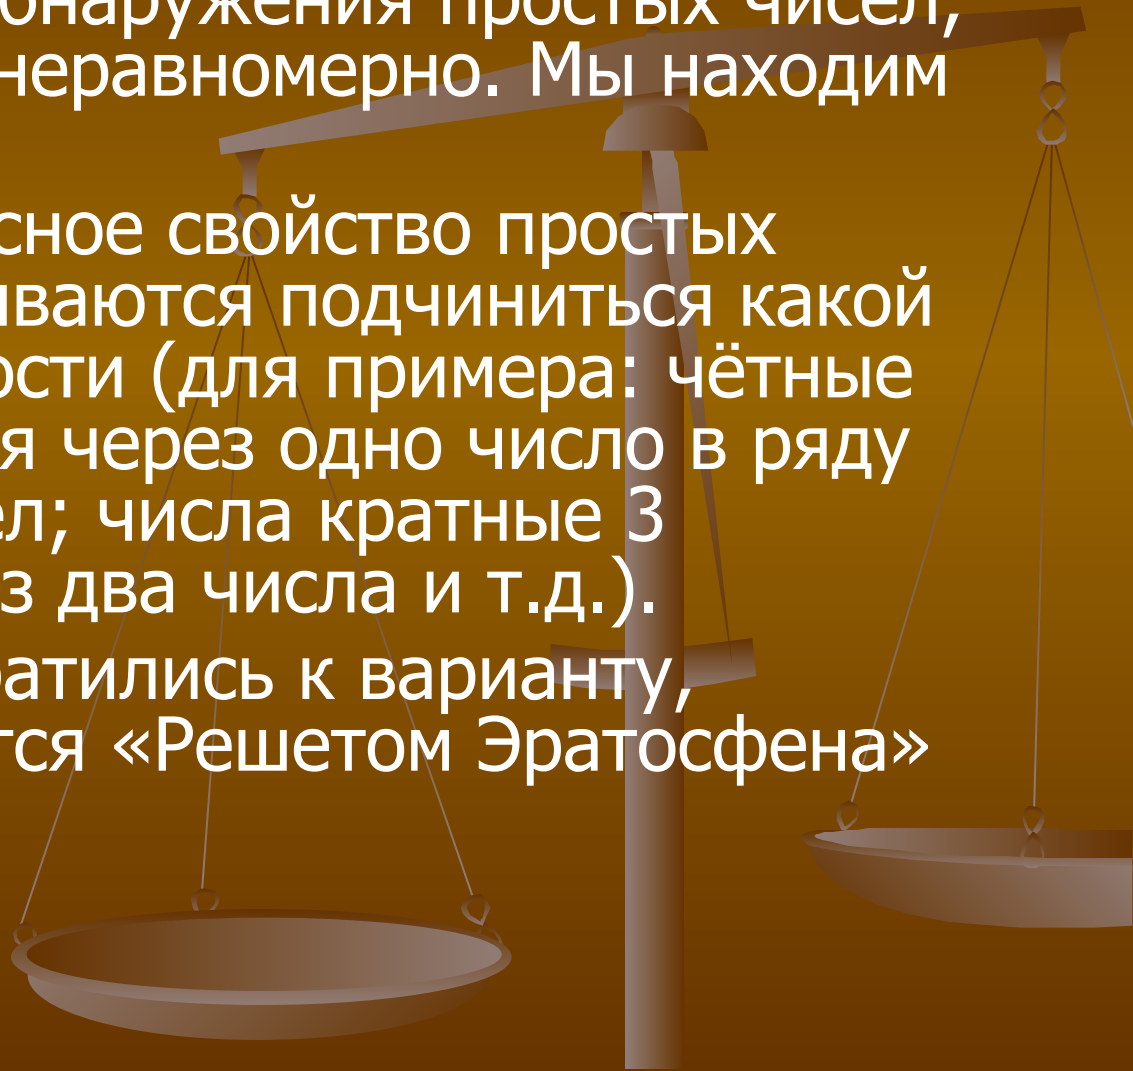 обнаружения простых чисел,
неравномерно. Мы находим
сное свойство простых
ваются подчиниться какой
ости (для примера: чётные
я через одно число в ряду
ел; числа кратные 3
з два числа и т.д.).
ратились к варианту,
тся «Решетом Эратосфена»